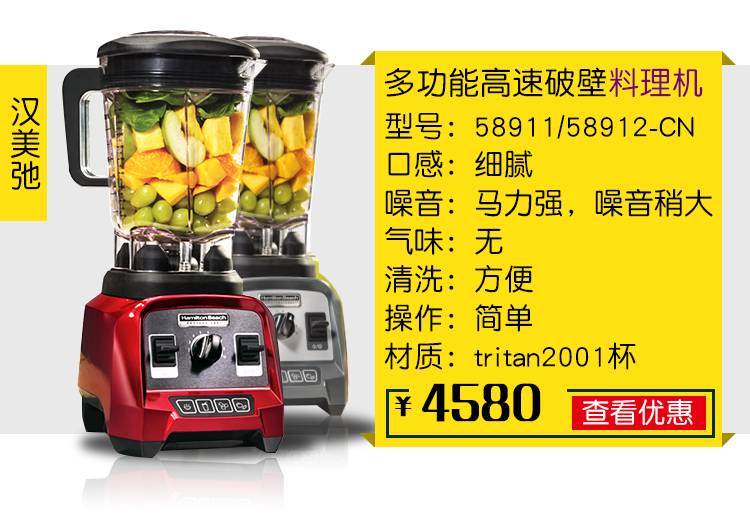 汉美弛
多功能高速破壁料理机
型号：58911/58912-CN
口感：细腻
噪音：马力强，噪音稍大
气味：无
清洗：方便
操作：简单
材质：tritan2001杯
¥ 4580 查看优惠
Hamilton Beach
Hamilton Beach